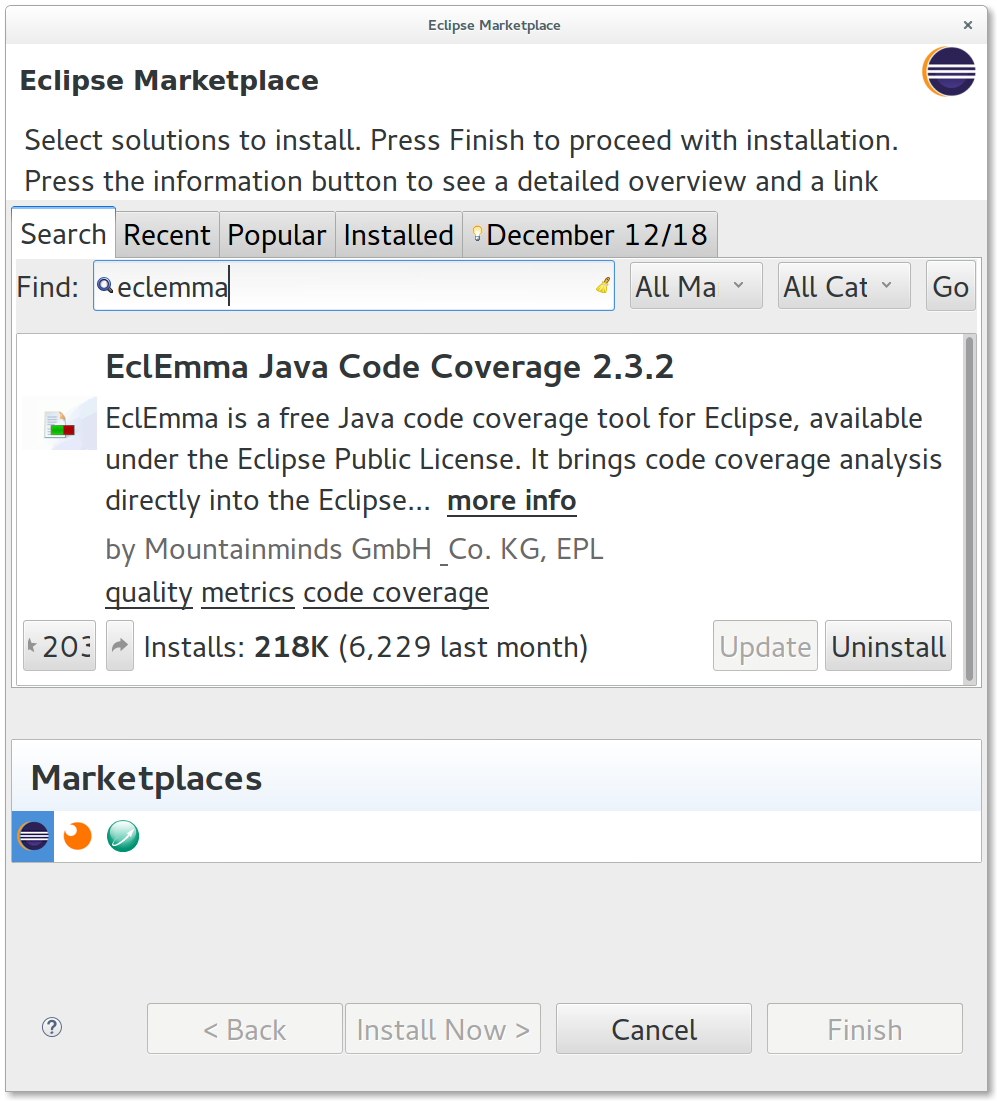 Eclipse Marketplace
Eclipse Marketplace
Select solutions to install. Press Finish to proceed with installation.
Press the information button to see a detailed overview and a link
Search Recent Popular Installed December 12/18
Find: eclemma All Ma All Cat Go
EclEmma Java Code Coverage 2.3.2
EclEmma is a free Java code coverage tool for Eclipse, available
under the Eclipse Public License. It brings code coverage analysis
directly into the Eclipse... more info
by Mountainminds GmbH _Co. KG, EPL
quality metrics code coverage
203 Installs: 218K (6,229 last month) Update Uninstall
Marketplaces
< Back Install Now > Cancel Finish